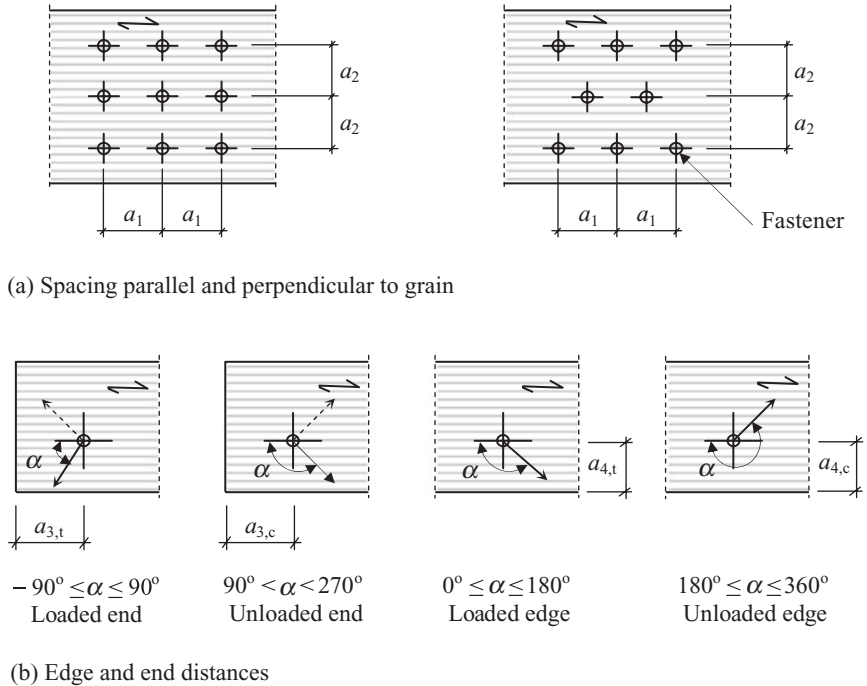 a2
a2
a1
a1
a2
a2
a1
a1
Fastener
(a) Spacing parallel and perpendicular to grain
α
a3,t
α
a3,c
α
a4,t
α
a4,c
– 90° ≤ α ≤ 90°
Loaded end
90° < α < 270°
Unloaded end
0° ≤ α ≤ 180°
Loaded edge
180° ≤ α ≤ 360°
Unloaded edge
(b) Edge and end distances